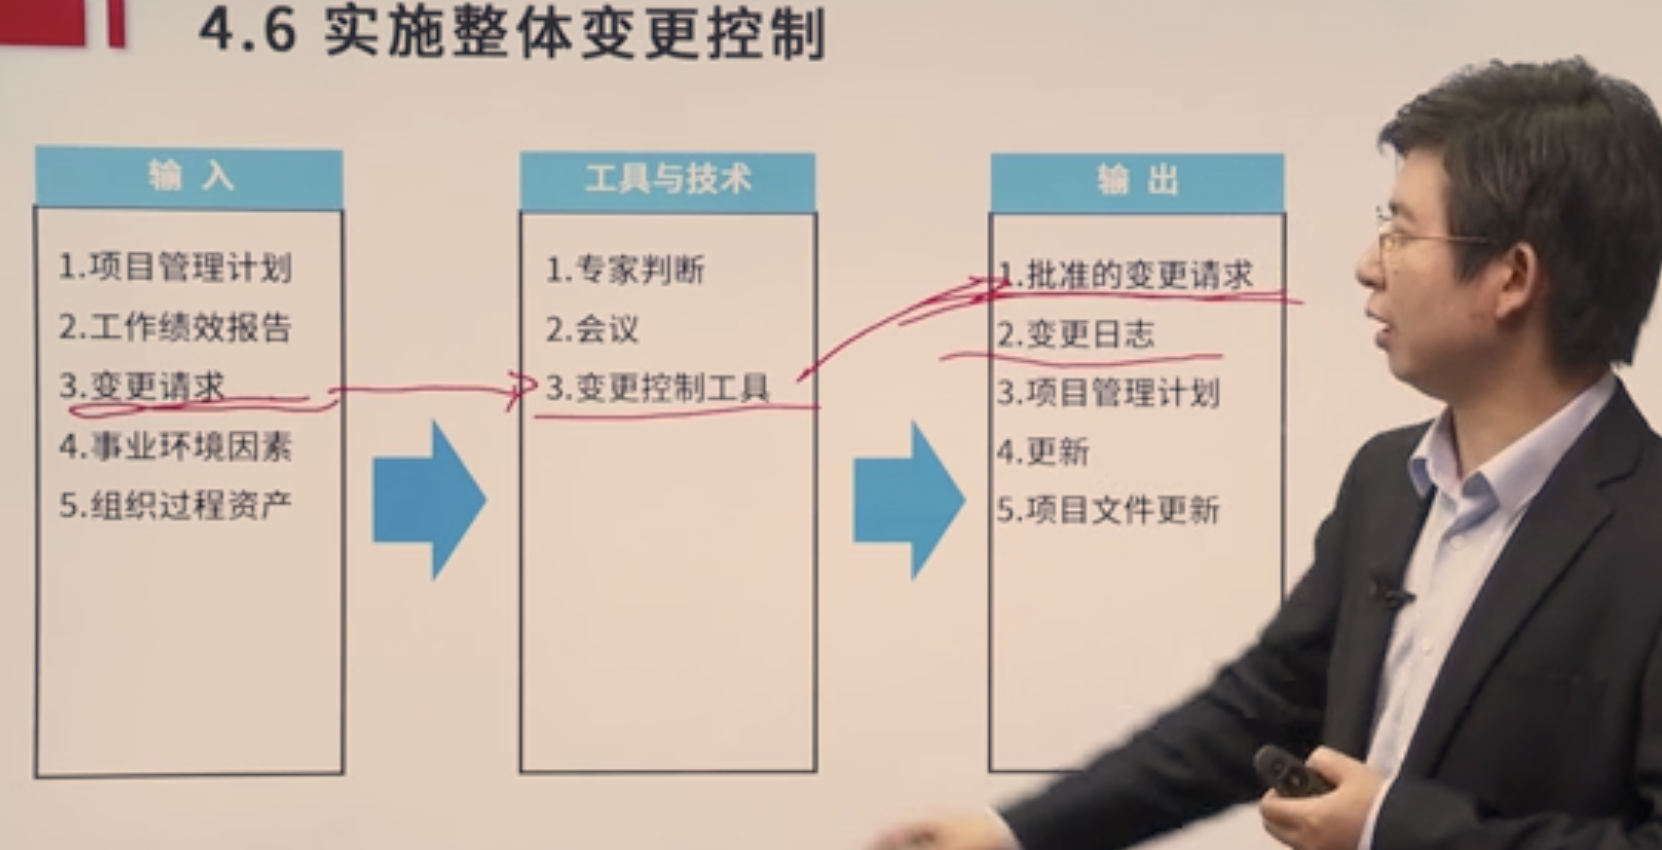 4.6 实施整体变更控制
输 入
1.项目管理计划
2.工作绩效报告
3.变更请求
4.事业环境因素
5.组织过程资产
工具与技术
1.专家判断
2.会议
3.变更控制工具
输 出
1.批准的变更请求
2.变更日志
3.项目管理计划
4.更新
5.项目文件更新